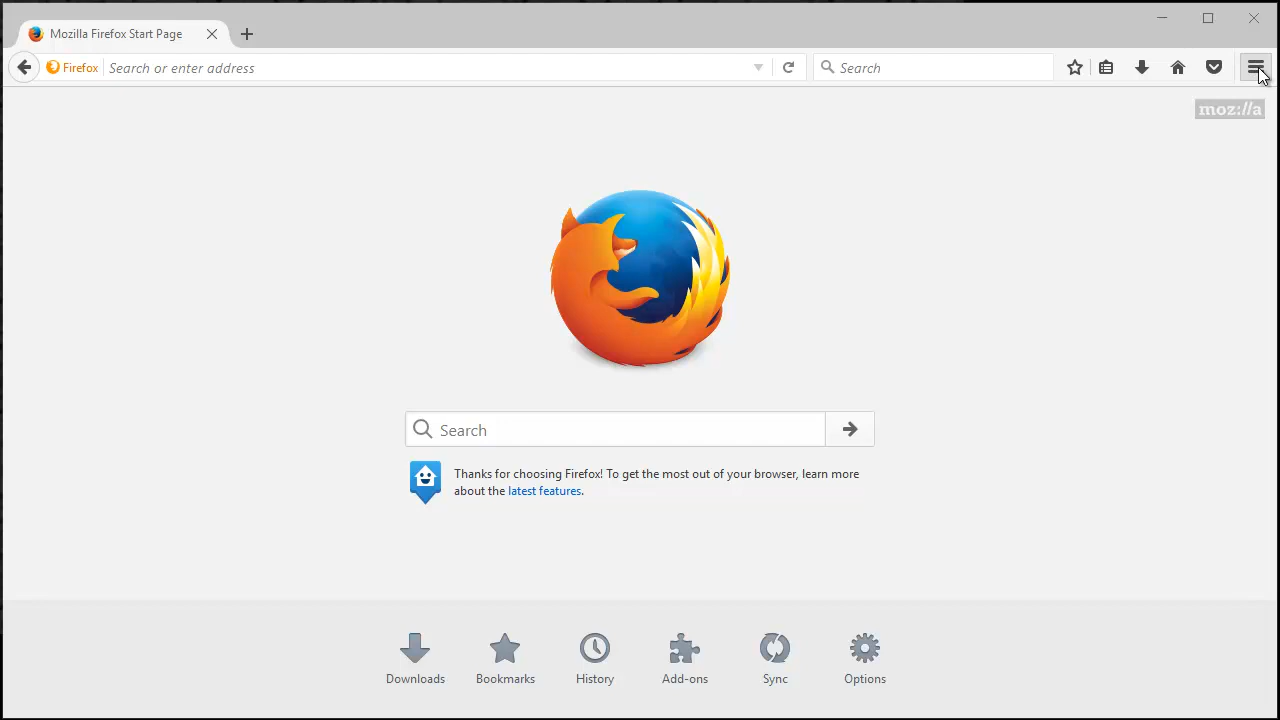 Mozilla Firefox Start Page
Firefox
Search or enter address
Search
moz://a
Search
Thanks for choosing Firefox! To get the most out of your browser, learn more
about the latest features.
Downloads
Bookmarks
History
Add-ons
Sync
Options